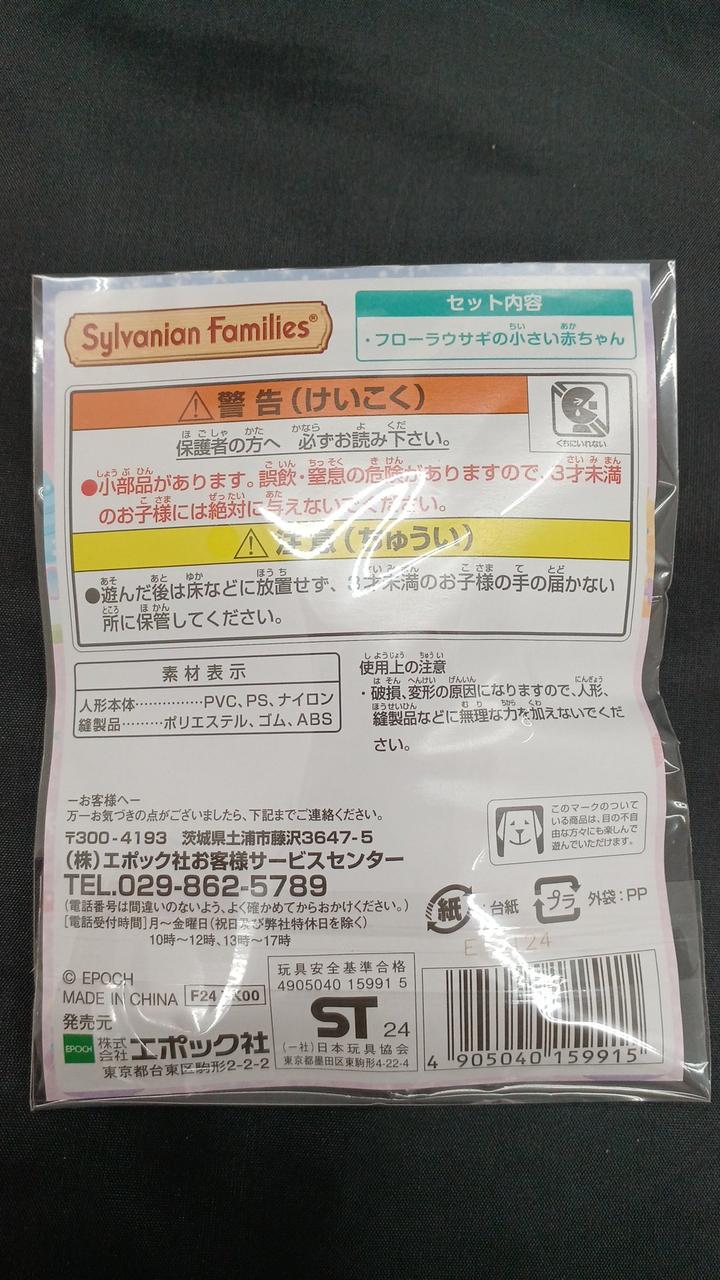 Sylvanian Families®
セット内容
・フローラウサギの小さい赤ちゃん
⚠警告(けいこく)
保護者の方へ 必ずお読み下さい。
くちにいれない
●小部品があります。誤飲・窒息の危険がありますので、3才未満
のお子様には絶対に与えないでください。
⚠注意(ちゅうい)
●遊んだ後は床などに放置せず、3才未満のお子様の手の届かない
所に保管してください。
素材表示
人形本体……………PVC、PS、ナイロン
縫製品………ポリエステル、ゴム、ABS
使用上の注意
・破損、変形の原因になりますので、人形、
縫製品などに無理な力を加えないでくだ
さい。
ーお客様へー
万一お気づきの点がございましたら、下記までご連絡ください。
〒300-4193 茨城県土浦市藤沢3647-5
(株)エポック社お客様サービスセンター
TEL.029-862-5789
(電話番号は間違いのないよう、よく確かめてからおかけください。)
[電話受付時間]月〜金曜日(祝日及び弊社特休日を除く)
10時〜12時、13時〜17時
このマークのついて
いる商品は、目の不自
由な方々にも楽しんで
遊んでいただけます。
紙:台紙
プラ 外袋:PP
© EPOCH
MADE IN CHINA
発売元
EPOCH 株式会社エポック社
東京都台東区駒形2-2-2
玩具安全基準合格
4905040 15991 5
ST 24
(一社)日本玩具協会
東京都墨田区東駒形4-22-4
4 905040 159915